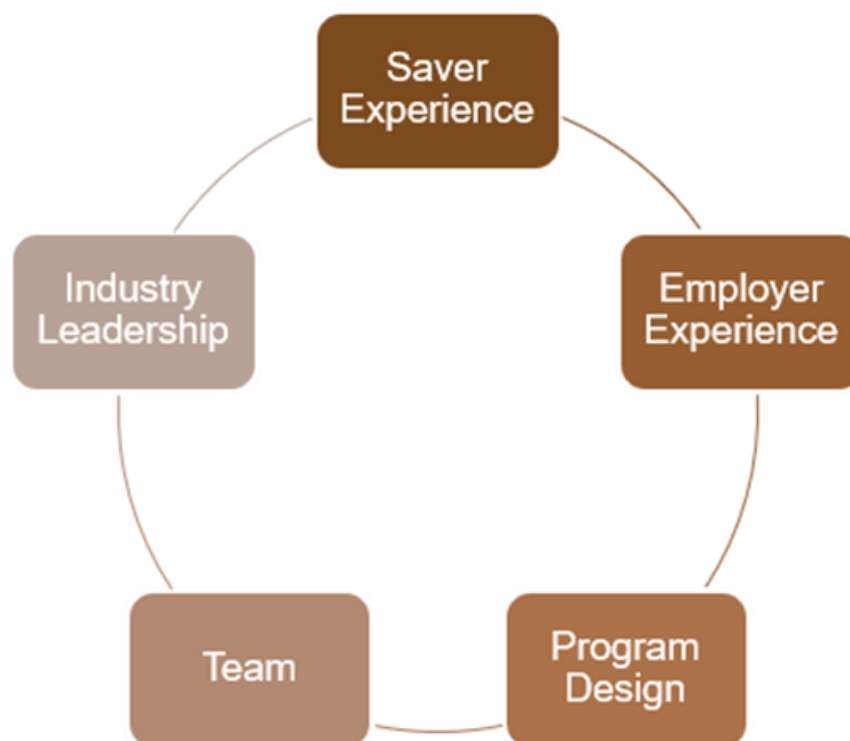 Saver
Experience
Employer
Experience
Program
Design
Team
Industry
Leadership